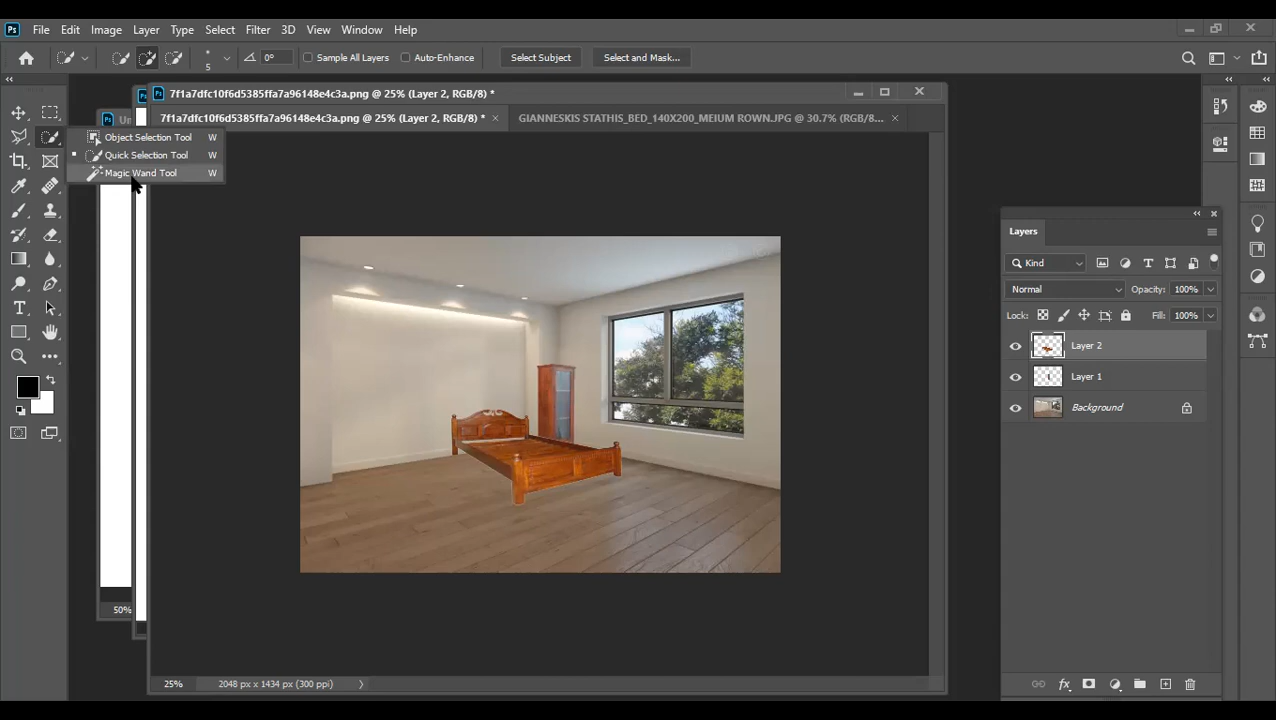 Ps File Edit Image Layer Type Select Filter 3D View Window Help
5 0° Sample All Layers Auto-Enhance Select Subject Select and Mask...
Ps 7f1a7dfc10f6d5385ffa7a96148e4c3a.png @ 25% (Layer 2, RGB/8) *
7f1a7dfc10f6d5385ffa7a96148e4c3a.png @ 25% (Layer 2, RGB/8) * GIANNESKIS STATHIS_BED_140X200_MEIUM ROWN.JPG @ 30.7% (RGB/8...
Object Selection Tool W
Quick Selection Tool W
Magic Wand Tool W
Layers
Kind
Normal Opacity: 100%
Lock: Fill: 100%
Layer 2
Layer 1
Background
50%
25% 2048 px x 1434 px (300 ppi)